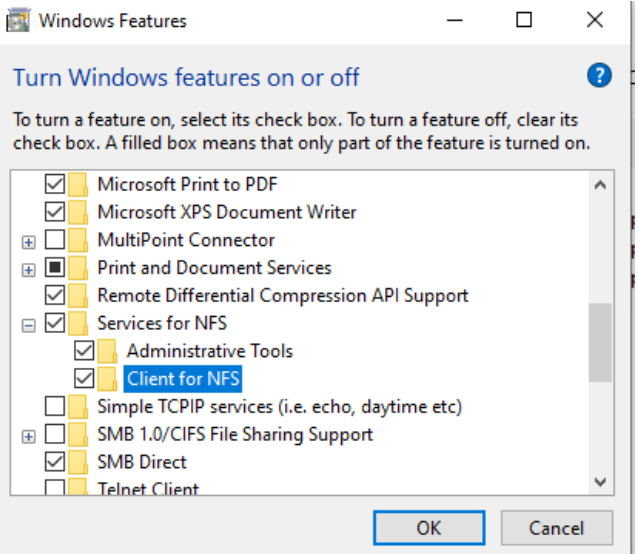 Windows Features
Turn Windows features on or off
To turn a feature on, select its check box. To turn a feature off, clear its
check box. A filled box means that only part of the feature is turned on.
Microsoft Print to PDF
Microsoft XPS Document Writer
MultiPoint Connector
Print and Document Services
Remote Differential Compression API Support
Services for NFS
Administrative Tools
Client for NFS
Simple TCPIP services (i.e. echo, daytime etc)
SMB 1.0/CIFS File Sharing Support
SMB Direct
Telnet Client
OK Cancel